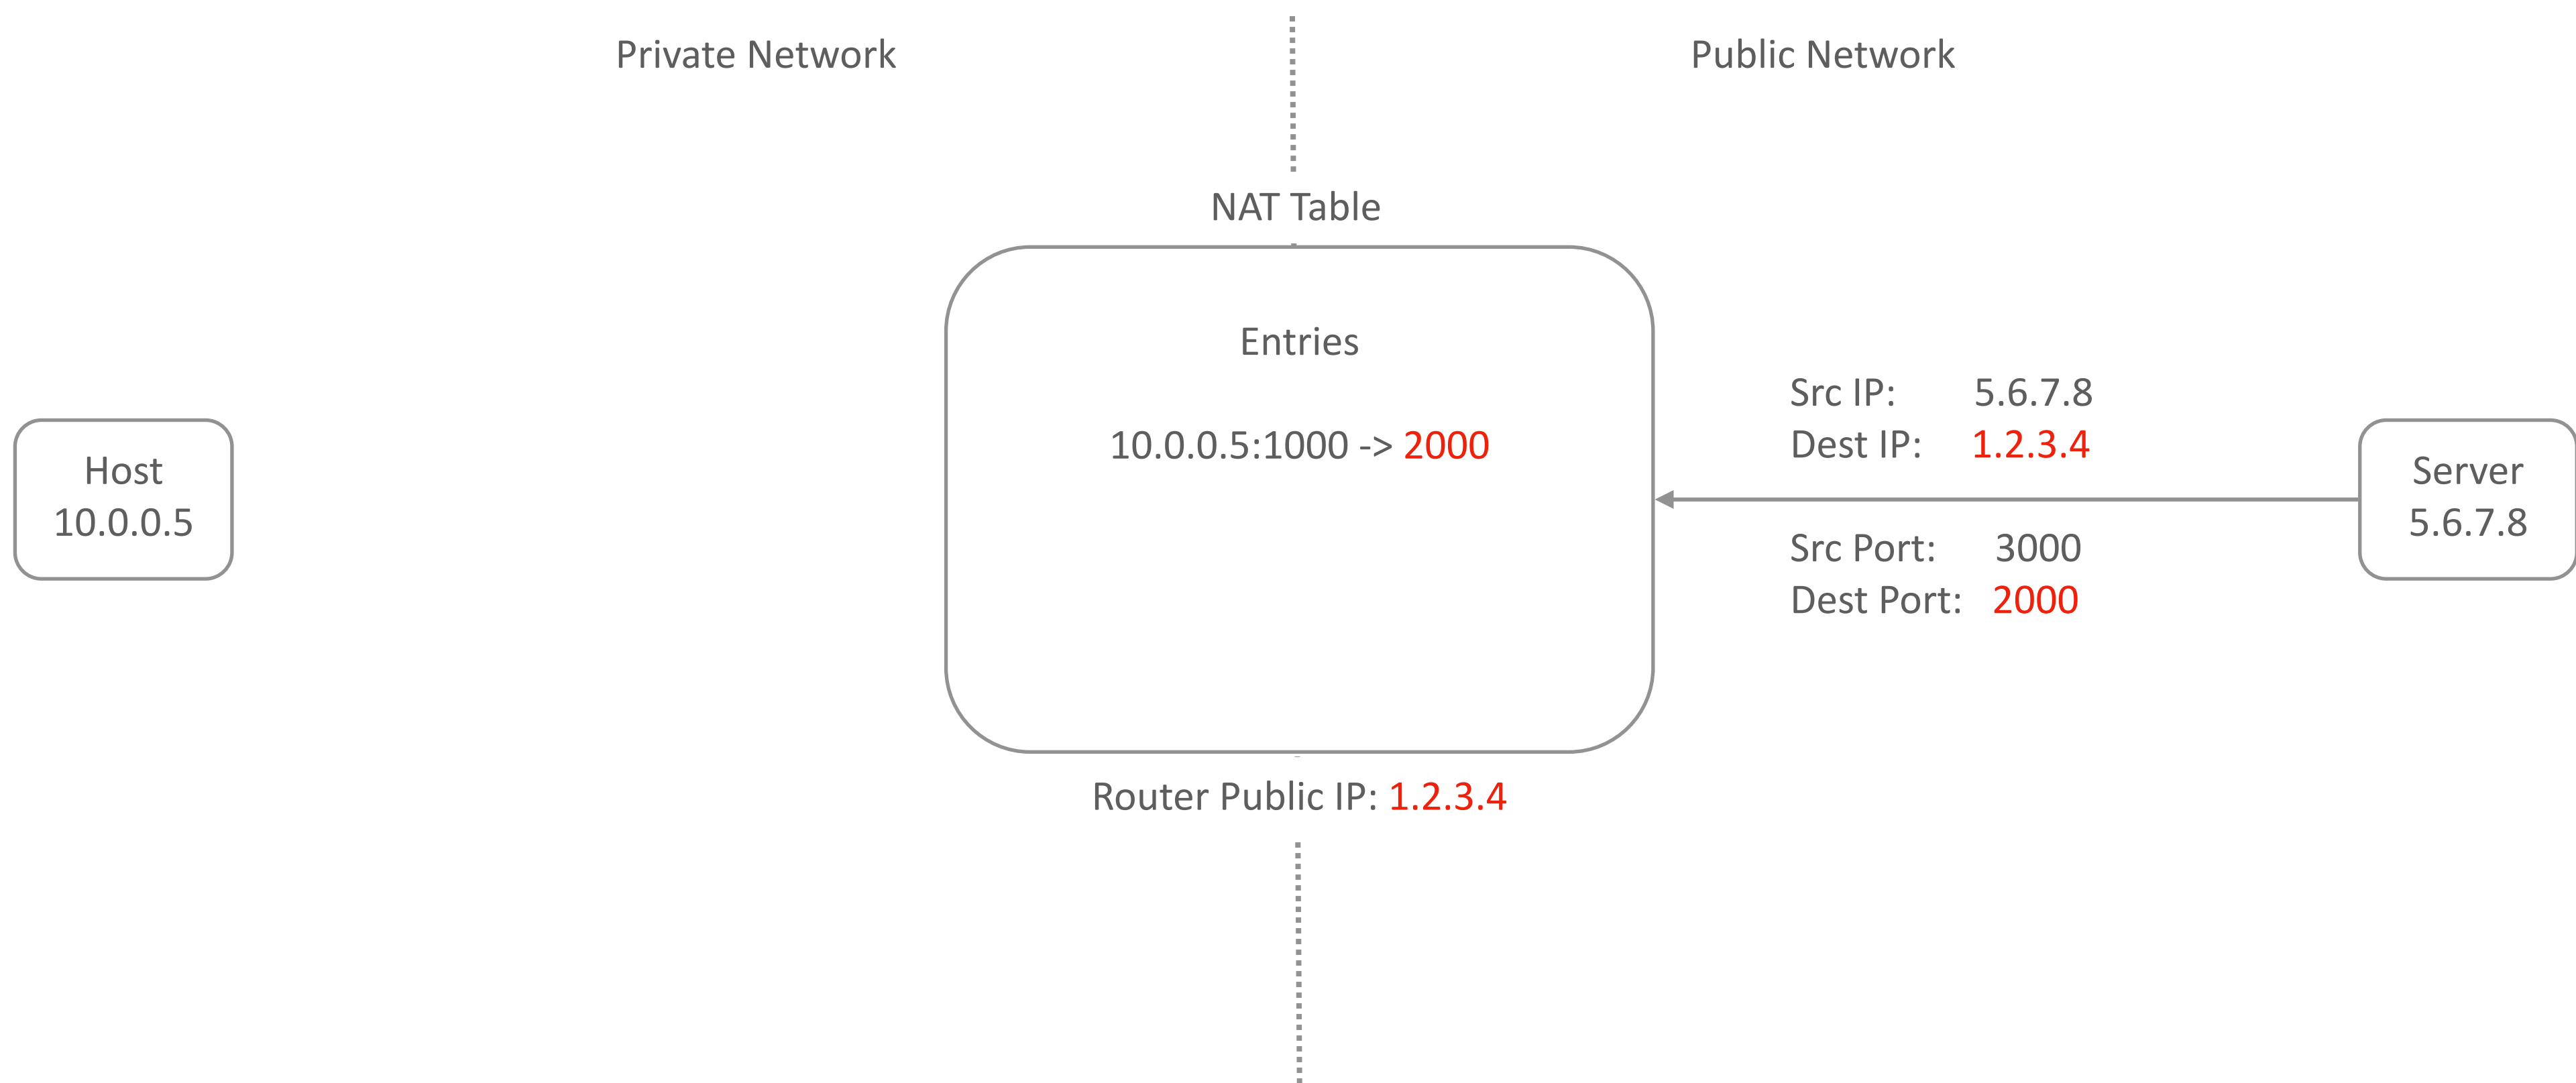 Private Network
Public Network
NAT Table
Entries
10.0.0.5:1000 -> 2000
Host
10.0.0.5
Src IP: 5.6.7.8
Dest IP: 1.2.3.4
Src Port: 3000
Dest Port: 2000
Server
5.6.7.8
Router Public IP: 1.2.3.4